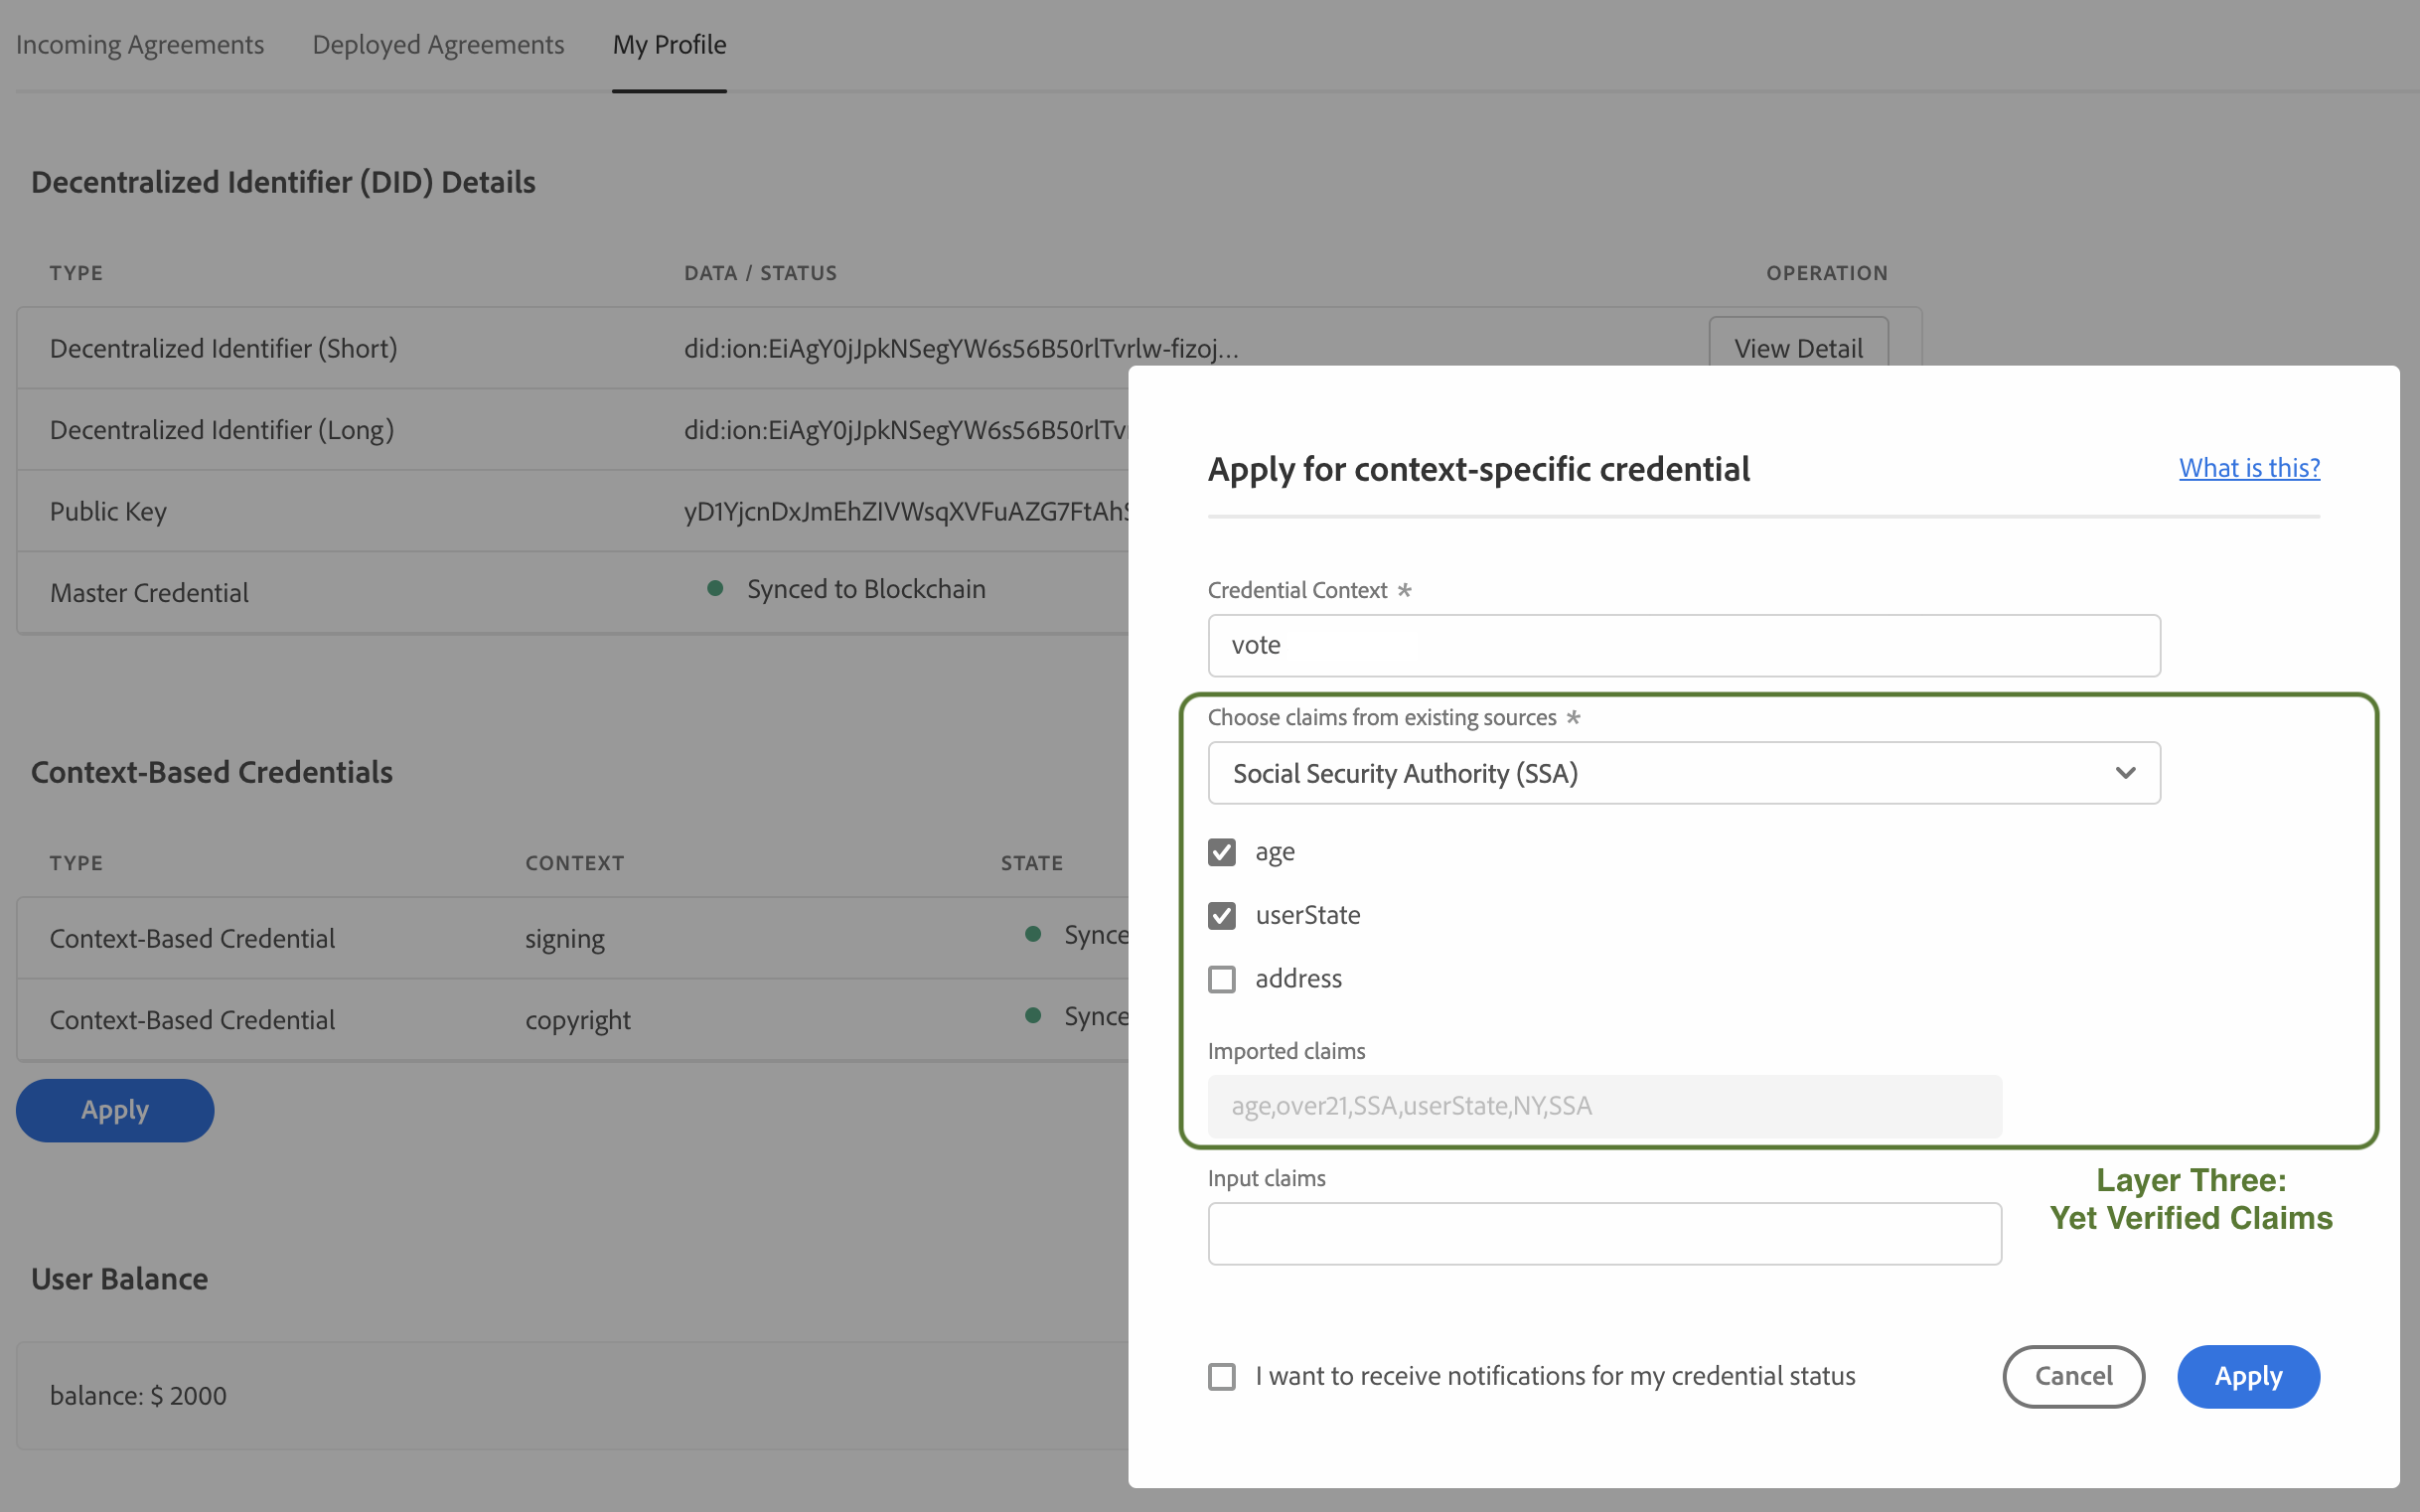 Incoming Agreements Deployed Agreements My Profile
Decentralized Identifier (DID) Details
TYPE DATA / STATUS OPERATION
Decentralized Identifier (Short) did:ion:EiAgY0jJpkNSegYW6s56B50rlTvrlw-fizoj... View Detail
Decentralized Identifier (Long) did:ion:EiAgY0jJpkNSegYW6s56B50rlTv
Public Key yD1YjcnDxJmEhZIVWsqXVFuAZG7FtAh
Master Credential Synced to Blockchain
Context-Based Credentials
TYPE CONTEXT STATE
Context-Based Credential signing Synce
Context-Based Credential copyright Synce
Apply
User Balance
balance: $ 2000
Apply for context-specific credential What is this?
Credential Context *
vote
Choose claims from existing sources *
Social Security Authority (SSA)
age
userState
address
Imported claims
age,over21,SSA,userState,NY,SSA
Input claims
Layer Three:
Yet Verified Claims
I want to receive notifications for my credential status Cancel Apply